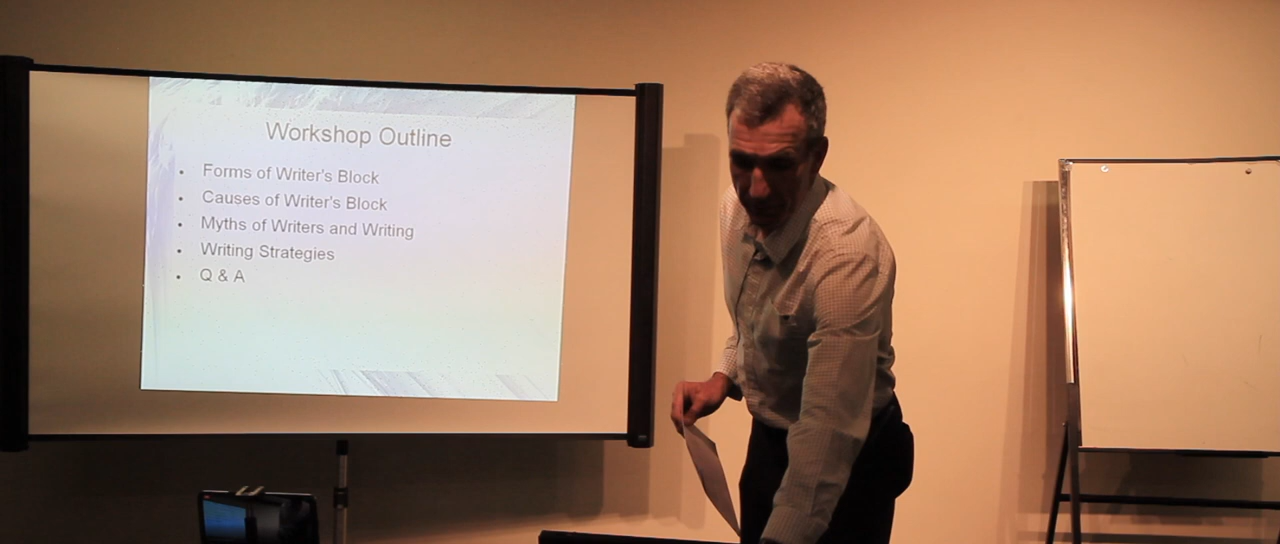 Workshop Outline
• Forms of Writer's Block
• Causes of Writer's Block
• Myths of Writers and Writing
• Writing Strategies
• Q & A